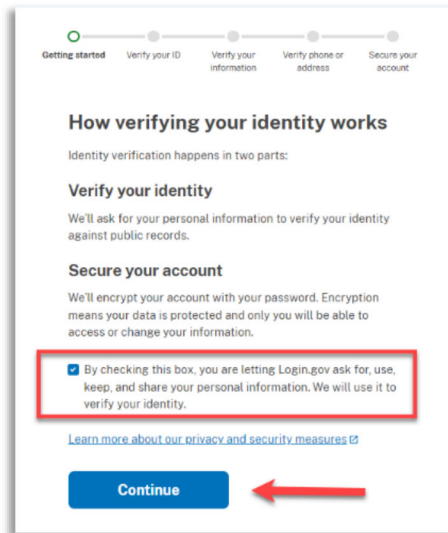 Getting started
Verify your ID
Verify your
information
Verify phone or
address
Secure your
account
How verifying your identity works
Identity verification happens in two parts:
Verify your identity
We'll ask for your personal information to verify your identity
against public records.
Secure your account
We'll encrypt your account with your password. Encryption
means your data is protected and only you will be able to
access or change your information.
By checking this box, you are letting Login.gov ask for, use,
keep, and share your personal information. We will use it to
verify your identity.
Learn more about our privacy and security measures
Continue